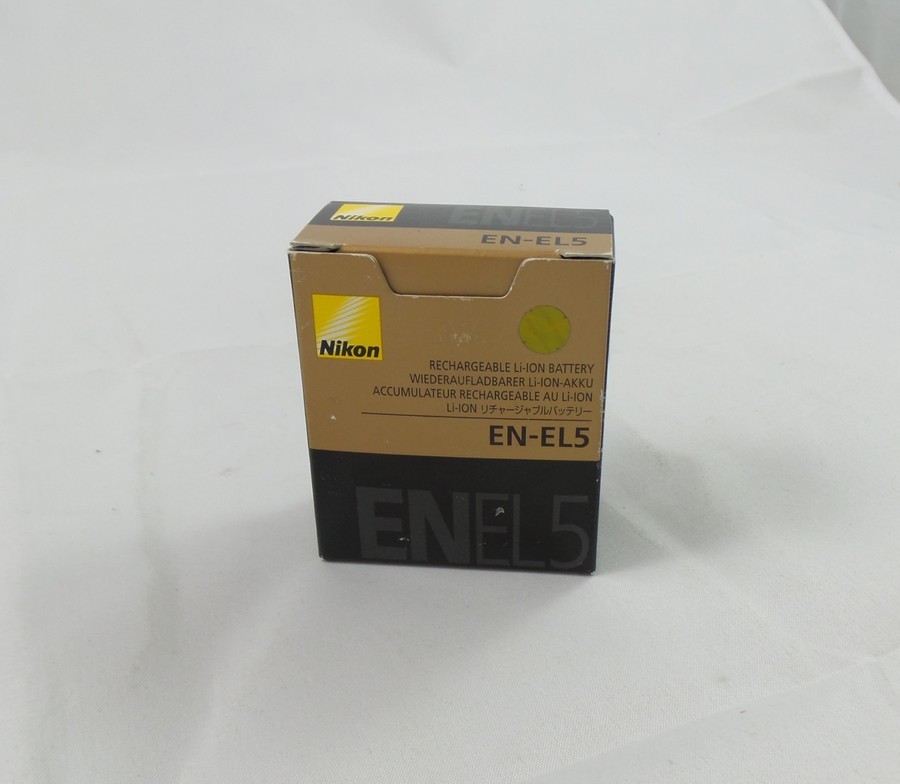 Nikon
ENEL5
EN-EL5
Nikon
RECHARGEABLE Li-ION BATTERY
WIEDERAUFLADBARER Li-ION-AKKU
ACCUMULATEUR RECHARGEABLE AU Li-ION
Li-ION リチャージャブルバッテリー
EN-EL5
ENEL5